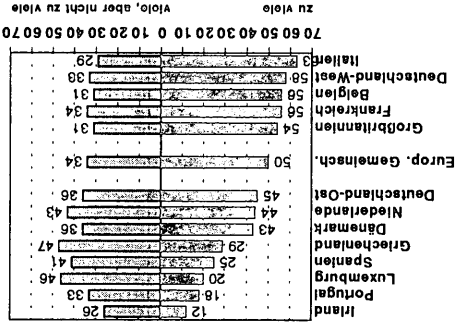 Irland 12 26
Portugal 18 33
Luxemburg 20 46
Spanien 25 41
Griechenland 29 47
Dänemark 43 36
Niederlande 44 43
Deutschland-Ost 45 36
Europ. Gemeinsch. 50 34
Großbritannien 54 31
Frankreich 56 34
Belgien 56 31
Deutschland-West 58 33
Italien 63 29
70 60 50 40 30 20 10 0 10 20 30 40 50 60 70
zu viele viele, aber nicht zu viele